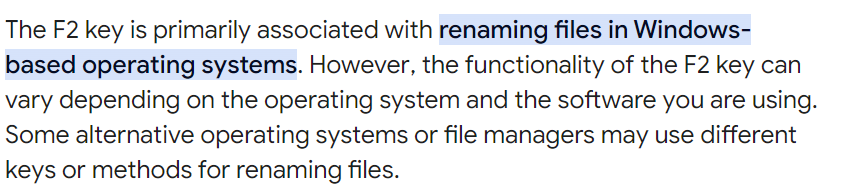 The F2 key is primarily associated with renaming files in Windows-
based operating systems. However, the functionality of the F2 key can
vary depending on the operating system and the software you are using.
Some alternative operating systems or file managers may use different
keys or methods for renaming files.